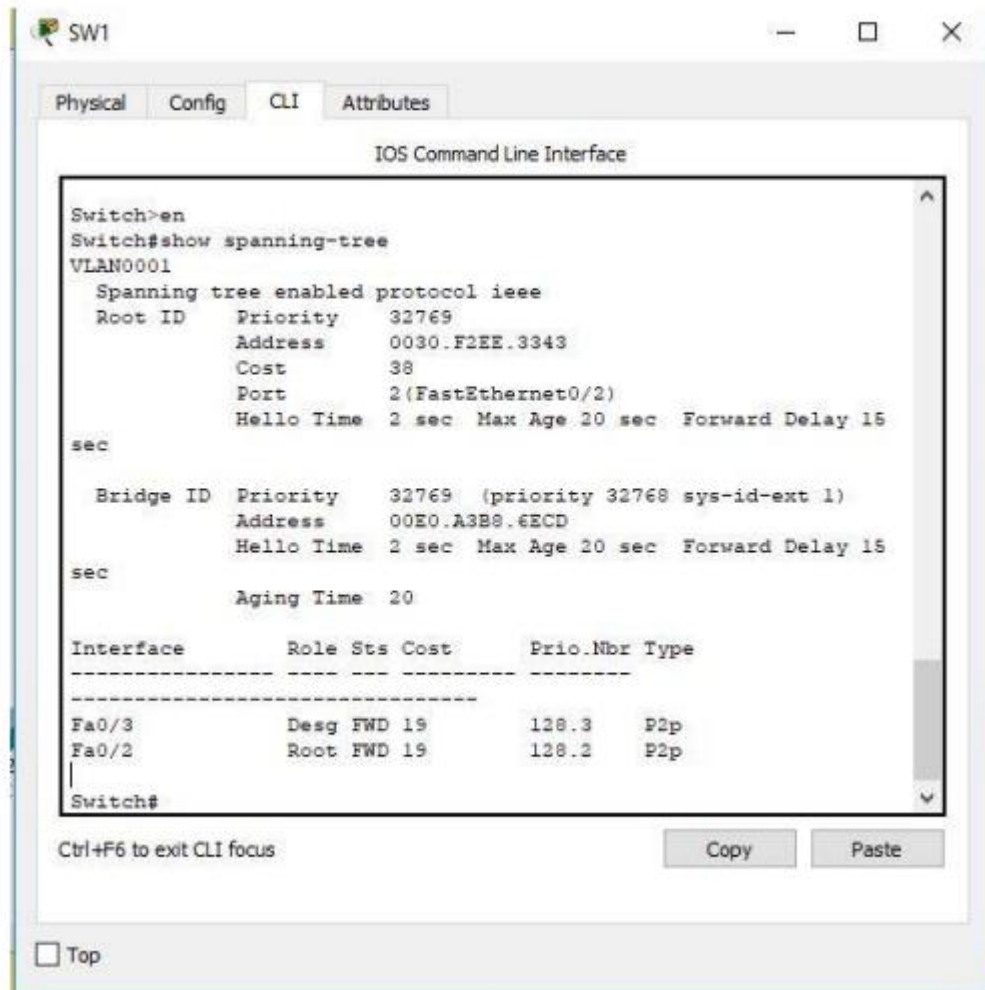 SW1
Physical Config CLI Attributes
IOS Command Line Interface
Switch>en
Switch#show spanning-tree
VLAN0001
  Spanning tree enabled protocol ieee
  Root ID    Priority    32769
             Address     0030.F2EE.3343
             Cost        38
             Port        2(FastEthernet0/2)
             Hello Time  2 sec  Max Age 20 sec  Forward Delay 15
sec
  Bridge ID  Priority    32769  (priority 32768 sys-id-ext 1)
             Address     00E0.A3B8.6ECD
             Hello Time  2 sec  Max Age 20 sec  Forward Delay 15
sec
             Aging Time  20
Interface        Role Sts Cost      Prio.Nbr Type
---------------- ---- --- --------- --------
--------------------------------
Fa0/3            Desg FWD 19        128.3    P2p
Fa0/2            Root FWD 19        128.2    P2p
Switch#
Ctrl+F6 to exit CLI focus
Copy Paste
Top